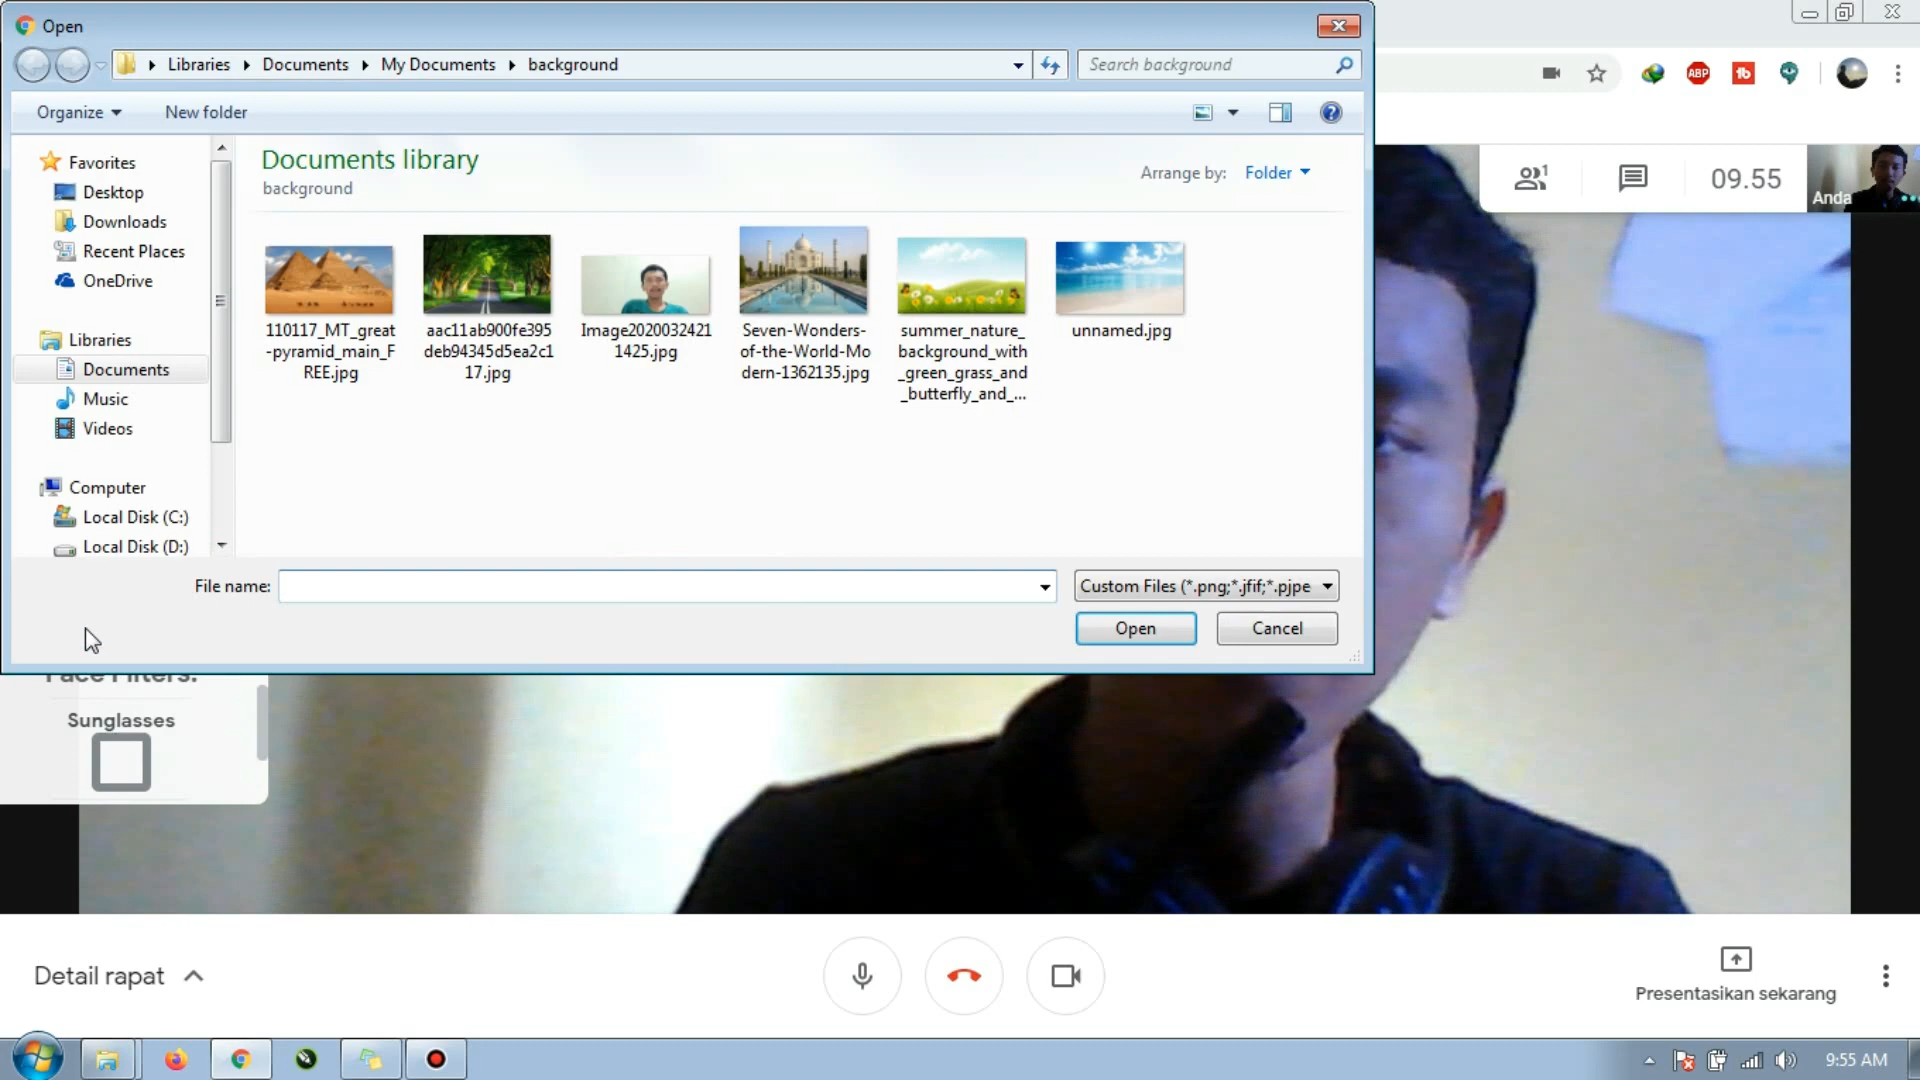 Open
Libraries
Documents
My Documents
background
Search background
Organize
New folder
ABP
Favorites
Desktop
Downloads
Recent Places
OneDrive
Libraries
Documents
Music
Videos
Computer
Local Disk (C:)
Local Disk (D:)
Documents library
background
Arrange by: Folder
110117_MT_great
-pyramid_main_F
REE.jpg
aac11ab900fe395
deb94345d5ea2c1
17.jpg
Image2020032421
1425.jpg
Seven-Wonders-
of-the-World-Mo
dern-1362135.jpg
summer_nature_
background_with
_green_grass_and
_butterfly_and_...
unnamed.jpg
File name:
Custom Files (*.png;*.jfif;*.pjpe
Open
Cancel
1
09.55
Anda
Face Filters:
Sunglasses
Detail rapat
Presentasikan sekarang
9:55 AM